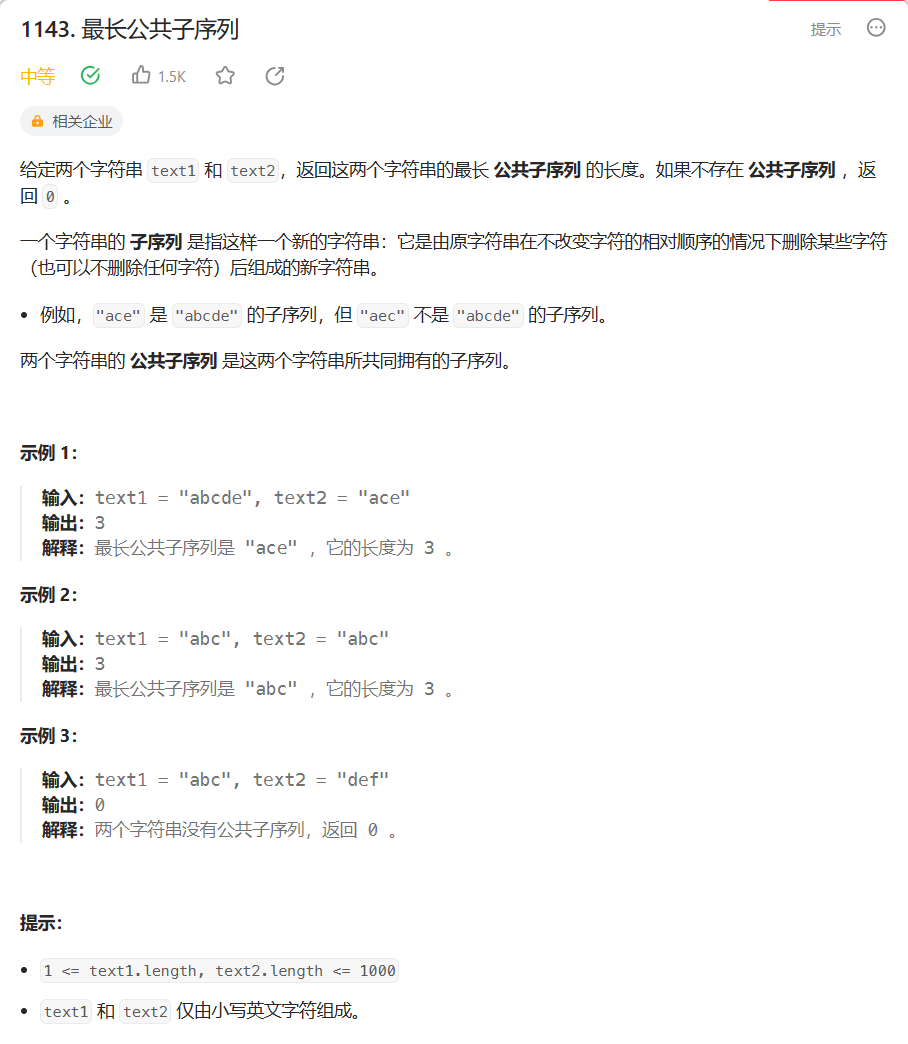 1143. 最长公共子序列
提示
中等
1.5K
相关企业
给定两个字符串 text1 和 text2，返回这两个字符串的最长 公共子序列 的长度。如果不存在 公共子序列 ，返
回 0 。
一个字符串的 子序列 是指这样一个新的字符串：它是由原字符串在不改变字符的相对顺序的情况下删除某些字符
（也可以不删除任何字符）后组成的新字符串。
• 例如，"ace" 是 "abcde" 的子序列，但 "aec" 不是 "abcde" 的子序列。
两个字符串的 公共子序列 是这两个字符串所共同拥有的子序列。
示例 1：
输入：text1 = "abcde", text2 = "ace"
输出：3
解释：最长公共子序列是 "ace" ，它的长度为 3 。
示例 2：
输入：text1 = "abc", text2 = "abc"
输出：3
解释：最长公共子序列是 "abc" ，它的长度为 3 。
示例 3：
输入：text1 = "abc", text2 = "def"
输出：0
解释：两个字符串没有公共子序列，返回 0 。
提示：
• 1 <= text1.length, text2.length <= 1000
• text1 和 text2 仅由小写英文字符组成。